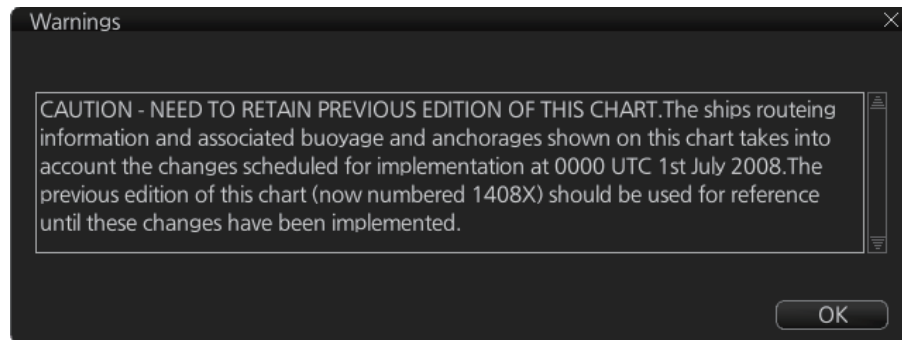 Warnings
CAUTION - NEED TO RETAIN PREVIOUS EDITION OF THIS CHART.The ships routeing
information and associated buoyage and anchorages shown on this chart takes into
account the changes scheduled for implementation at 0000 UTC 1st July 2008.The
previous edition of this chart (now numbered 1408X) should be used for reference
until these changes have been implemented.
OK